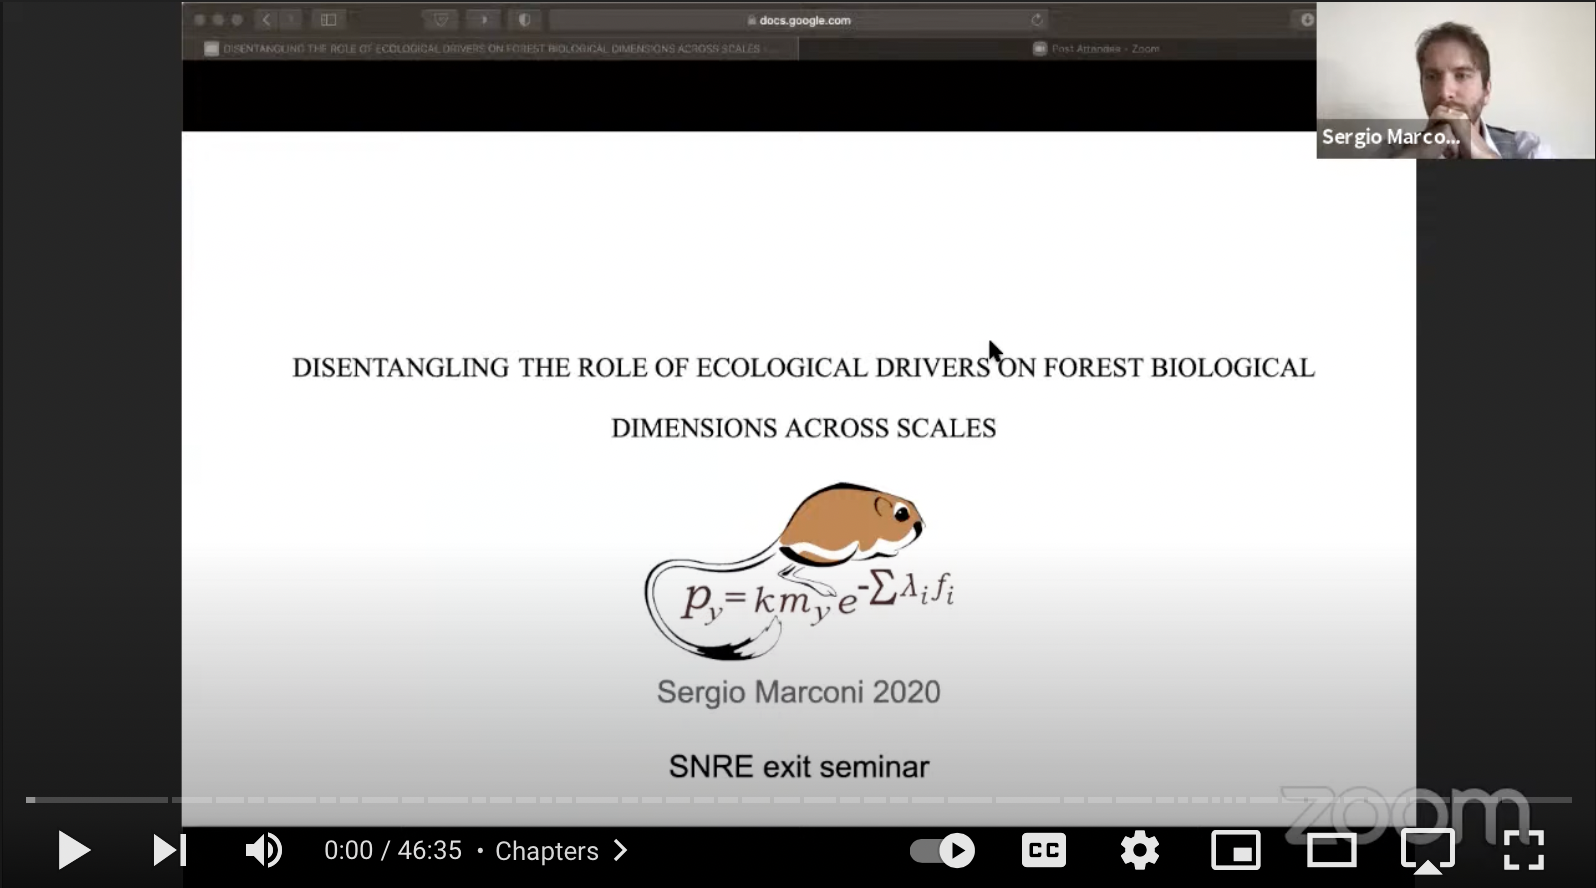 docs.google.com
DISENTANGLING THE ROLE OF ECOLOGICAL DRIVERS ON FOREST BIOLOGICAL DIMENSIONS ACROSS SCALES
Post Attendee - Zoom
Sergio Marco...
DISENTANGLING THE ROLE OF ECOLOGICAL DRIVERS ON FOREST BIOLOGICAL
DIMENSIONS ACROSS SCALES
p_y = k m_y e^{-∑ λ_i f_i}
Sergio Marconi 2020
SNRE exit seminar
zoom
0:00 / 46:35 • Chapters
CC